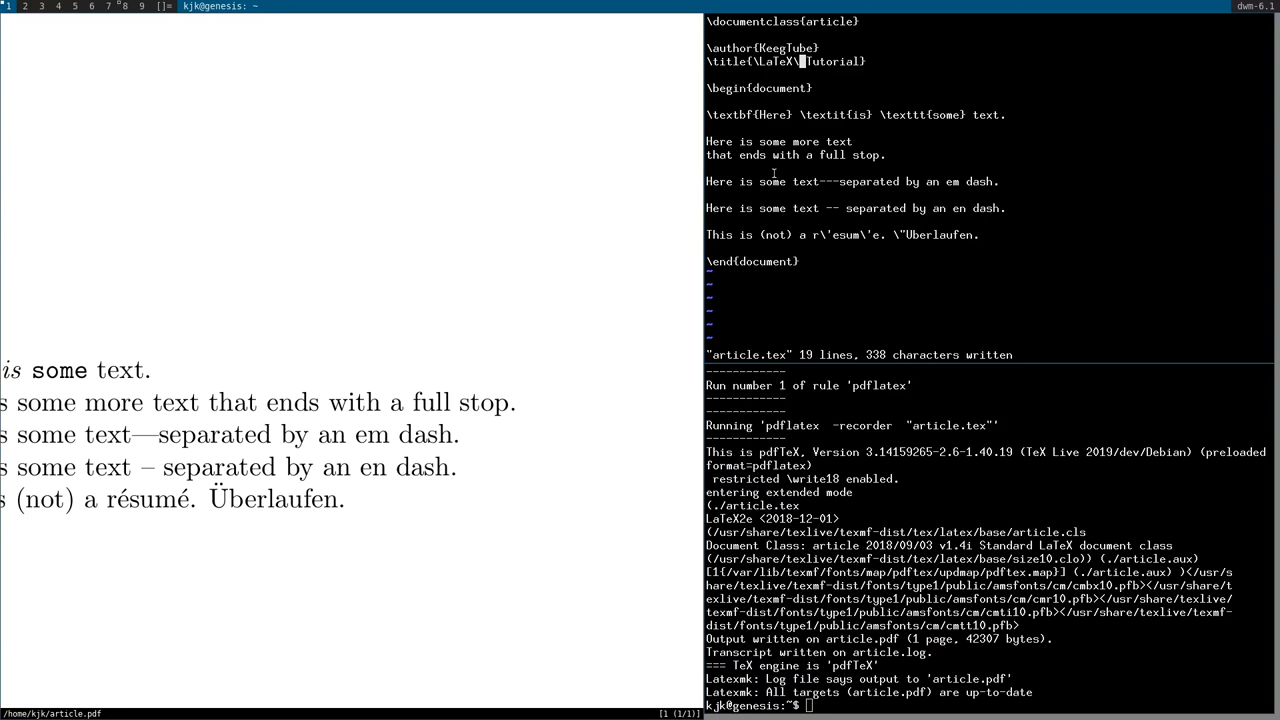 1 2 3 4 5 6 7 8 9 []= kjk@genesis: ~ dwm-6.1
is some text.
s some more text that ends with a full stop.
s some text—separated by an em dash.
s some text – separated by an en dash.
s (not) a résumé. Überlaufen.
/home/kjk/article.pdf [1 (1/1)]
\documentclass{article}
\author{KeegTube}
\title{\LaTeX\ Tutorial}
\begin{document}
\textbf{Here} \textit{is} \texttt{some} text.
Here is some more text
that ends with a full stop.
Here is some text---separated by an em dash.
Here is some text -- separated by an en dash.
This is (not) a r\'esum\'e. \"Uberlaufen.
\end{document}
~
~
~
~
~
~
"article.tex" 19 lines, 338 characters written
------------
Run number 1 of rule 'pdflatex'
------------
------------
Running 'pdflatex  -recorder  "article.tex"'
------------
This is pdfTeX, Version 3.14159265-2.6-1.40.19 (TeX Live 2019/dev/Debian) (preloaded
format=pdflatex)
 restricted \write18 enabled.
entering extended mode
(./article.tex
LaTeX2e <2018-12-01>
(/usr/share/texlive/texmf-dist/tex/latex/base/article.cls
Document Class: article 2018/09/03 v1.4i Standard LaTeX document class
(/usr/share/texlive/texmf-dist/tex/latex/base/size10.clo)) (./article.aux)
[1{/var/lib/texmf/fonts/map/pdftex/updmap/pdftex.map}] (./article.aux) )</usr/s
hare/texlive/texmf-dist/fonts/type1/public/amsfonts/cm/cmbx10.pfb></usr/share/t
exlive/texmf-dist/fonts/type1/public/amsfonts/cm/cmr10.pfb></usr/share/texlive/
texmf-dist/fonts/type1/public/amsfonts/cm/cmti10.pfb></usr/share/texlive/texmf-
dist/fonts/type1/public/amsfonts/cm/cmtt10.pfb>
Output written on article.pdf (1 page, 42307 bytes).
Transcript written on article.log.
=== TeX engine is 'pdfTeX'
Latexmk: Log file says output to 'article.pdf'
Latexmk: All targets (article.pdf) are up-to-date
kjk@genesis:~$